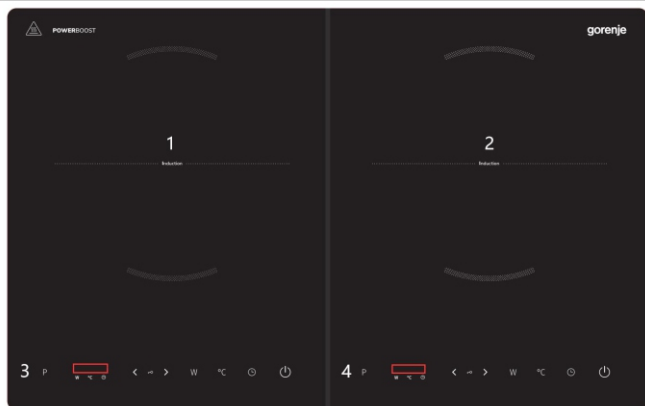 POWERBOOST
gorenje
1
Induction
2
Induction
3 P W °C < > W °C
4 P W °C < > W °C